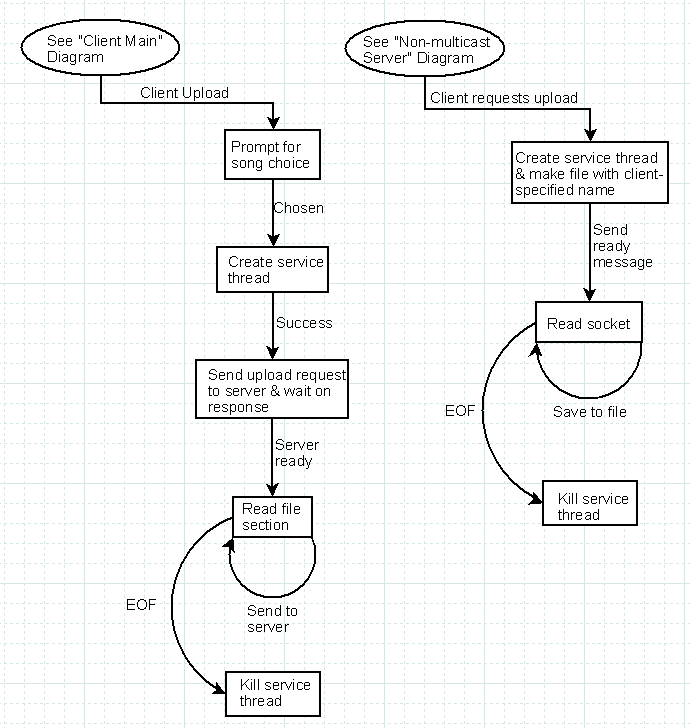 See "Client Main"
Diagram
Client Upload
Prompt for
song choice
Chosen
Create service
thread
Success
Send upload request
to server & wait on
response
Server
ready
Read file
section
EOF
Send to
server
Kill service
thread
See "Non-multicast
Server" Diagram
Client requests upload
Create service thread
& make file with client-
specified name
Send
ready
message
Read socket
EOF
Save to file
Kill service
thread